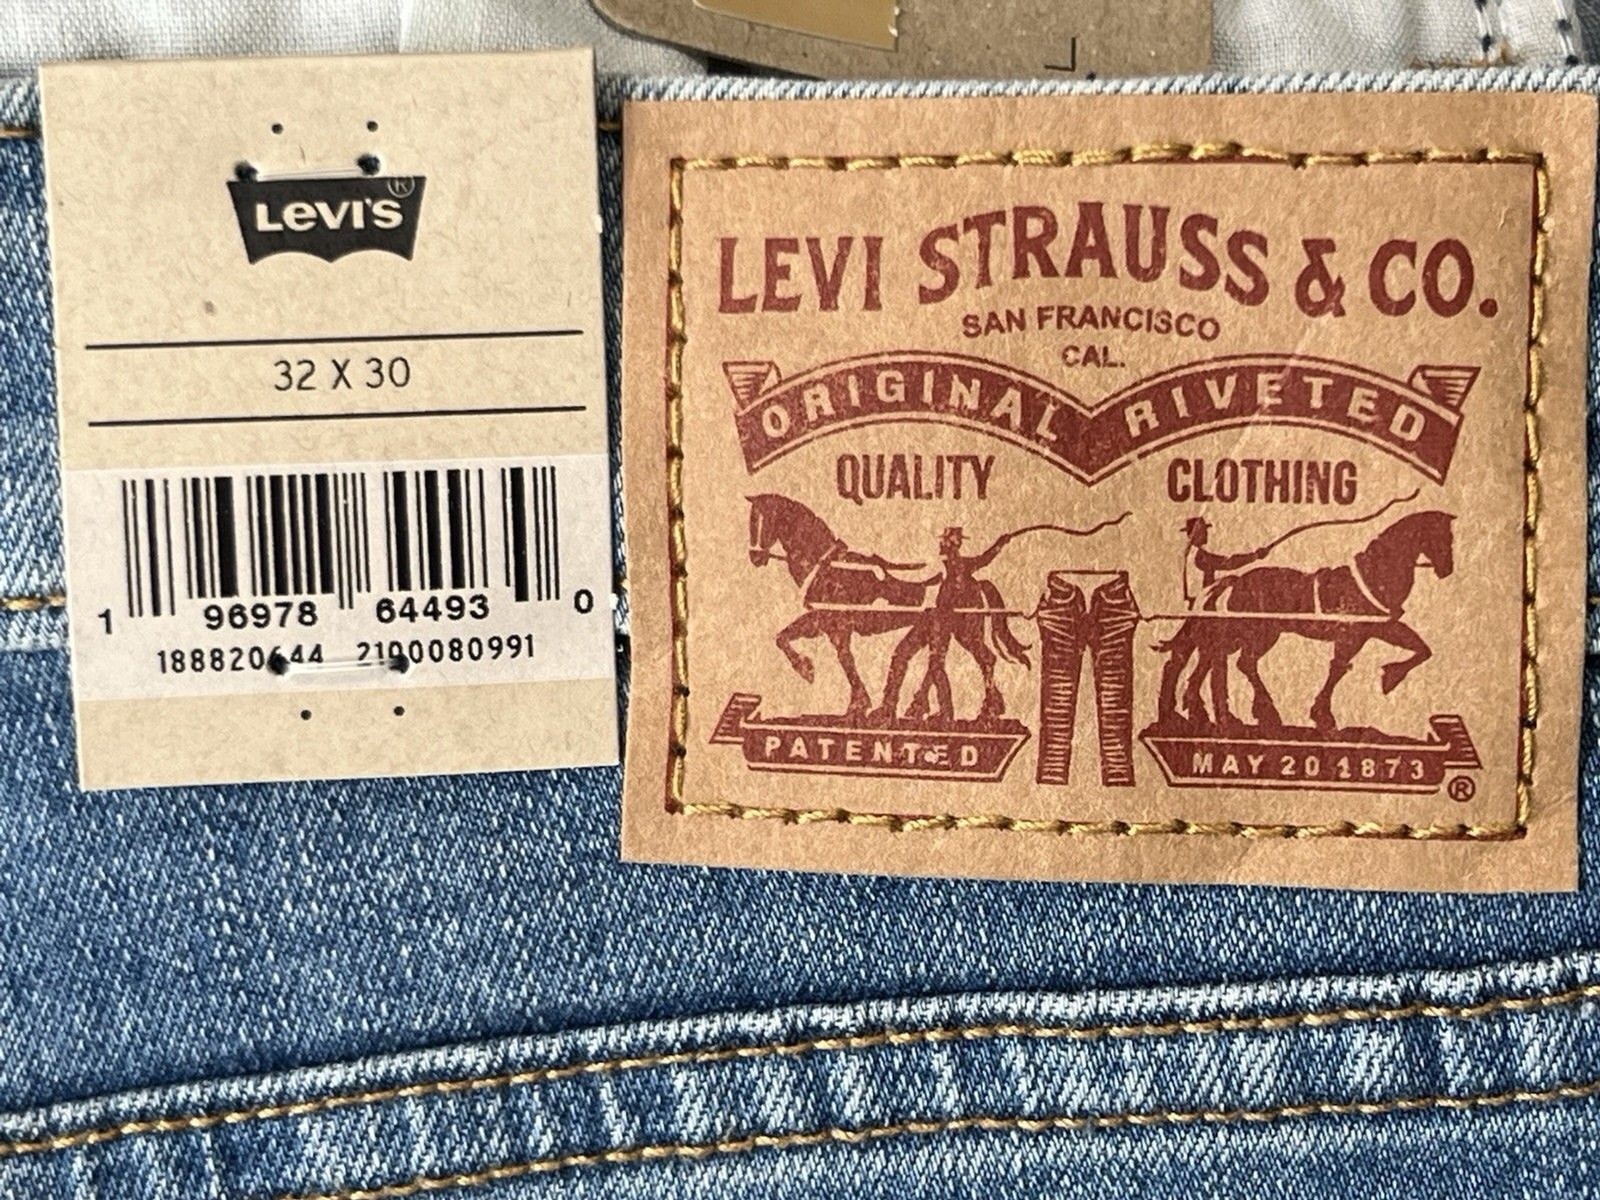 LEVI'S®
32 X 30
1 96978 64493 0
2100080991
LEVI STRAUSS & CO.
SAN FRANCISCO
CAL.
ORIGINAL RIVETED
QUALITY CLOTHING
PATENTED MAY 20 1873 ®